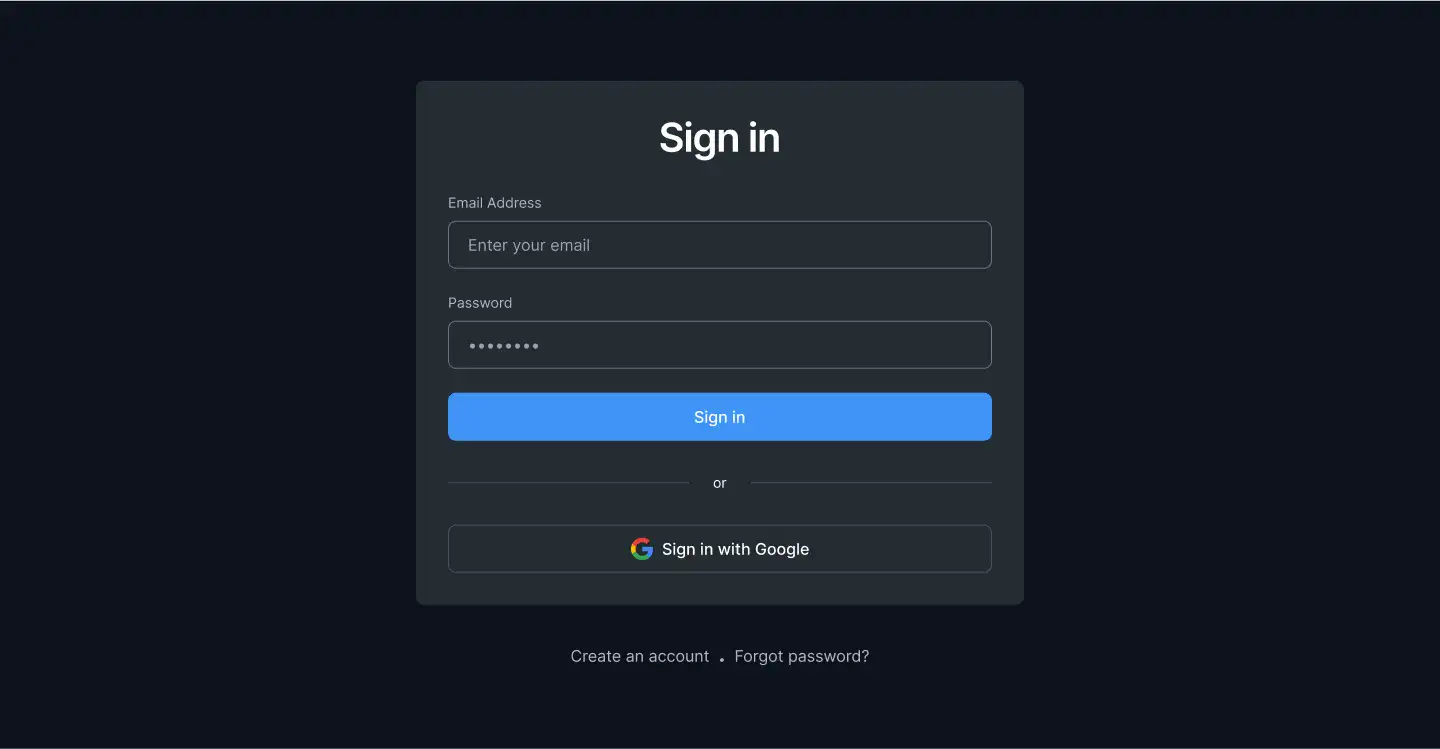 Sign in
Email Address
Enter your email
Password
••••••••
Sign in
or
Sign in with Google
Create an account . Forgot password?